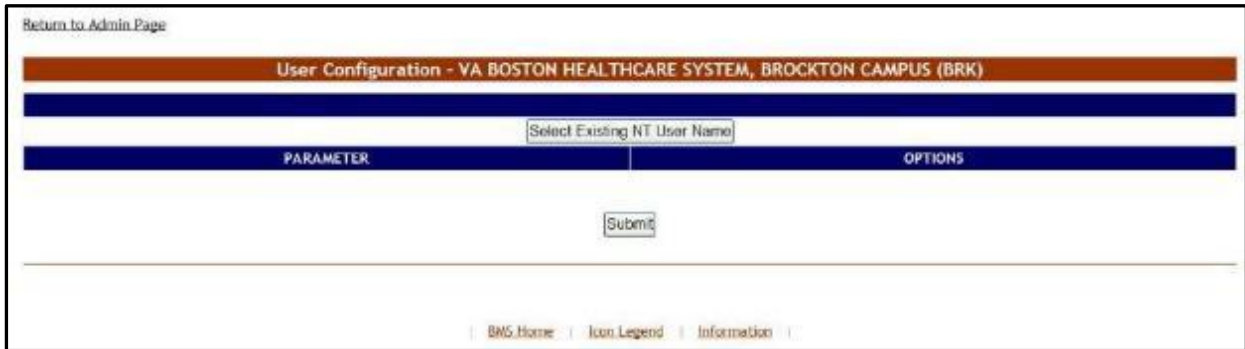 Return to Admin Page
User Configuration - VA BOSTON HEALTHCARE SYSTEM, BROCKTON CAMPUS (BRK)
Select Existing NT User Name
PARAMETER OPTIONS
Submit
| BMS Home | Icon Legend | Information |